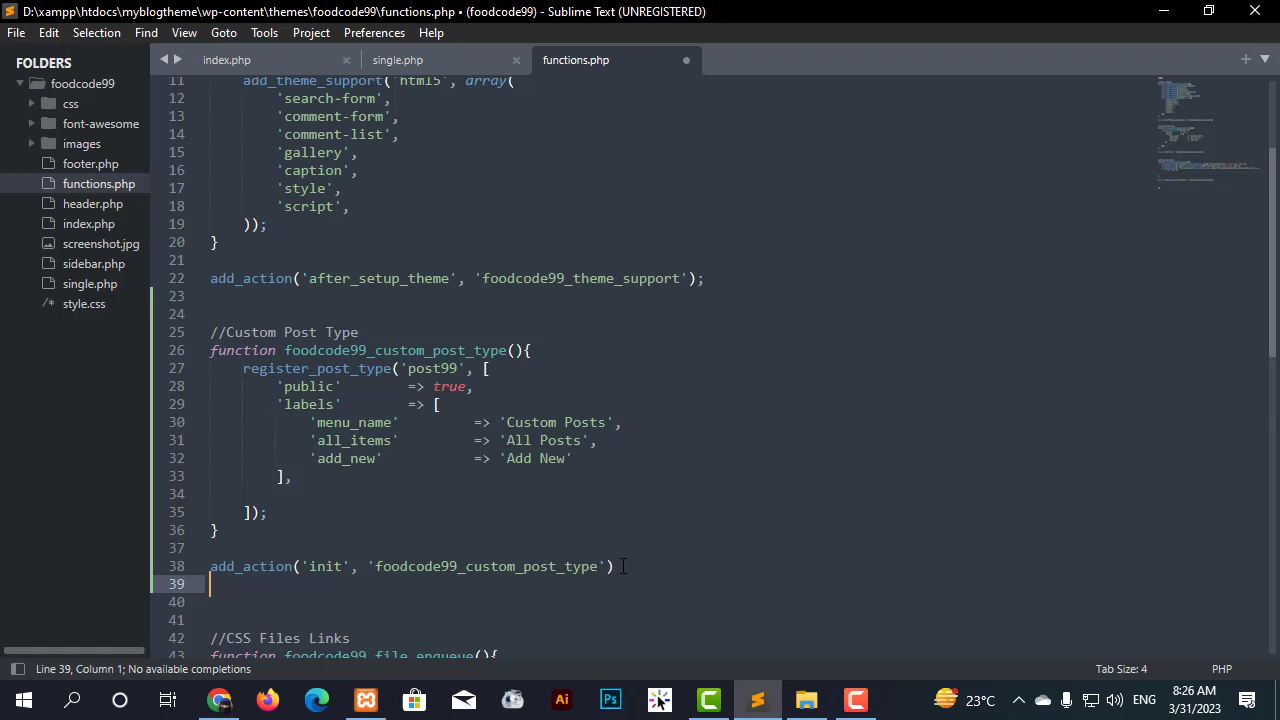 D:\xampp\htdocs\myblogtheme\wp-content\themes\foodcode99\functions.php • (foodcode99) - Sublime Text (UNREGISTERED)
File Edit Selection Find View Goto Tools Project Preferences Help
FOLDERS
foodcode99
css
font-awesome
images
footer.php
functions.php
header.php
index.php
screenshot.jpg
sidebar.php
single.php
style.css
index.php single.php functions.php
11 add_theme_support('html5', array(
12 'search-form',
13 'comment-form',
14 'comment-list',
15 'gallery',
16 'caption',
17 'style',
18 'script',
19 ));
20 }
21
22 add_action('after_setup_theme', 'foodcode99_theme_support');
23
24
25 //Custom Post Type
26 function foodcode99_custom_post_type(){
27 register_post_type('post99', [
28 'public' => true,
29 'labels' => [
30 'menu_name' => 'Custom Posts',
31 'all_items' => 'All Posts',
32 'add_new' => 'Add New'
33 ],
34
35 ]);
36 }
37
38 add_action('init', 'foodcode99_custom_post_type')
39
40
41
42 //CSS Files Links
43 function foodcode99_file_enqueue(){
Line 39, Column 1; No available completions Tab Size: 4 PHP
Ai Ps 23°C ENG 8:26 AM
3/31/2023